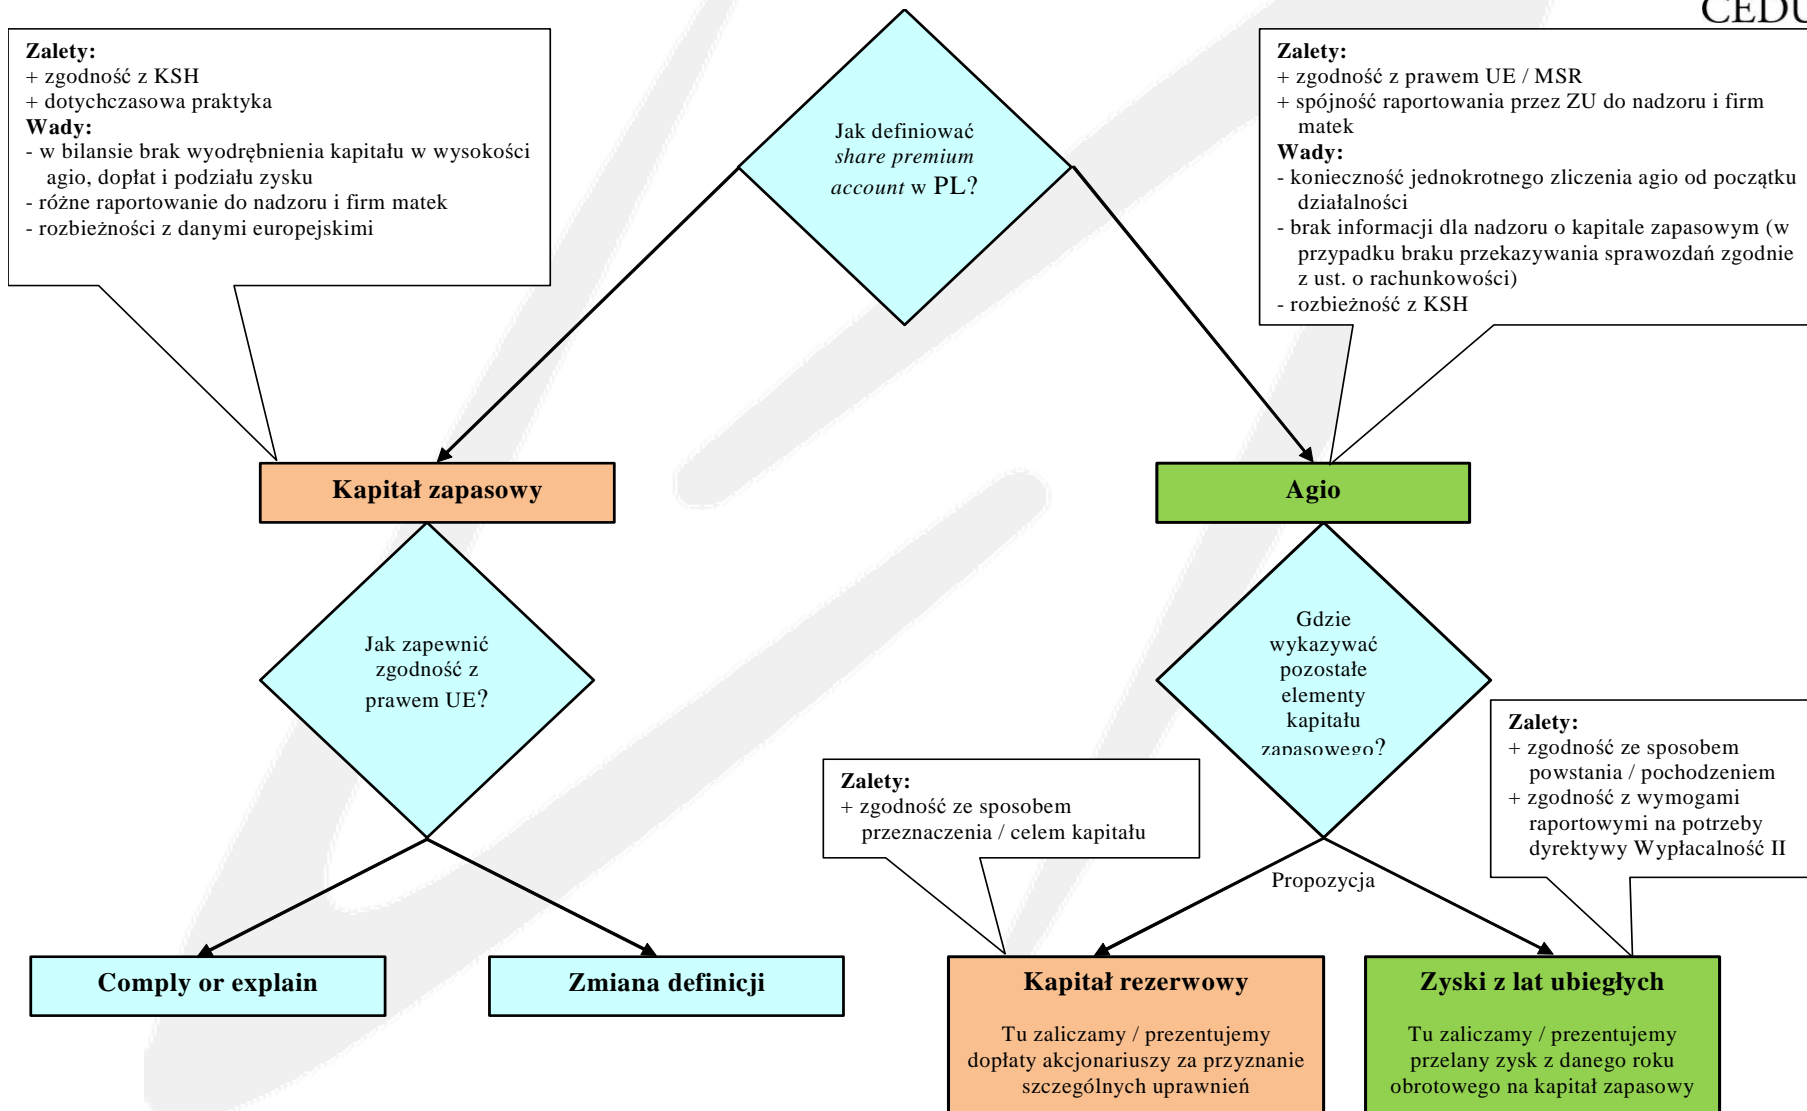 CEDU
Zalety:
+ zgodność z KSH
+ dotychczasowa praktyka
Wady:
- w bilansie brak wyodrębnienia kapitału w wysokości
agio, dopłat i podziału zysku
- różne raportowanie do nadzoru i firm matek
- rozbieżności z danymi europejskimi
Jak definiować
share premium
account w PL?
Zalety:
+ zgodność z prawem UE / MSR
+ spójność raportowania przez ZU do nadzoru i firm
matek
Wady:
- konieczność jednokrotnego zliczenia agio od początku
działalności
- brak informacji dla nadzoru o kapitale zapasowym (w
przypadku braku przekazywania sprawozdań zgodnie
z ust. o rachunkowości)
- rozbieżność z KSH
Kapitał zapasowy
Agio
Jak zapewnić
zgodność z
prawem UE?
Gdzie
wykazywać
pozostałe
elementy
kapitału
zapasowego?
Zalety:
+ zgodność ze sposobem
przeznaczenia / celem kapitału
Zalety:
+ zgodność ze sposobem
powstania / pochodzeniem
+ zgodność z wymogami
raportowymi na potrzeby
dyrektywy Wypłacalność II
Propozycja
Comply or explain
Zmiana definicji
Kapitał rezerwowy
Tu zaliczamy / prezentujemy
dopłaty akcjonariuszy za przyznanie
szczególnych uprawnień
Zyski z lat ubiegłych
Tu zaliczamy / prezentujemy
przelany zysk z danego roku
obrotowego na kapitał zapasowy